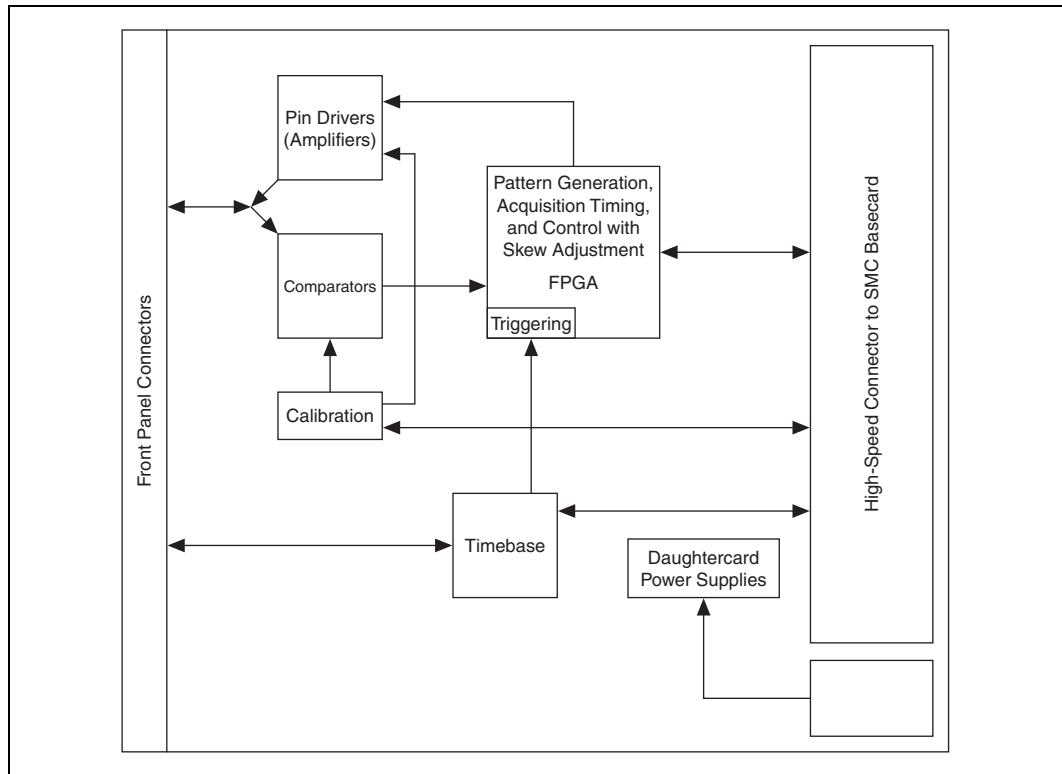 Front Panel Connectors
Pin Drivers
(Amplifiers)
Comparators
Calibration
Pattern Generation,
Acquisition Timing,
and Control with
Skew Adjustment
FPGA
Triggering
Timebase
Daughtercard
Power Supplies
High-Speed Connector to SMC Basecard